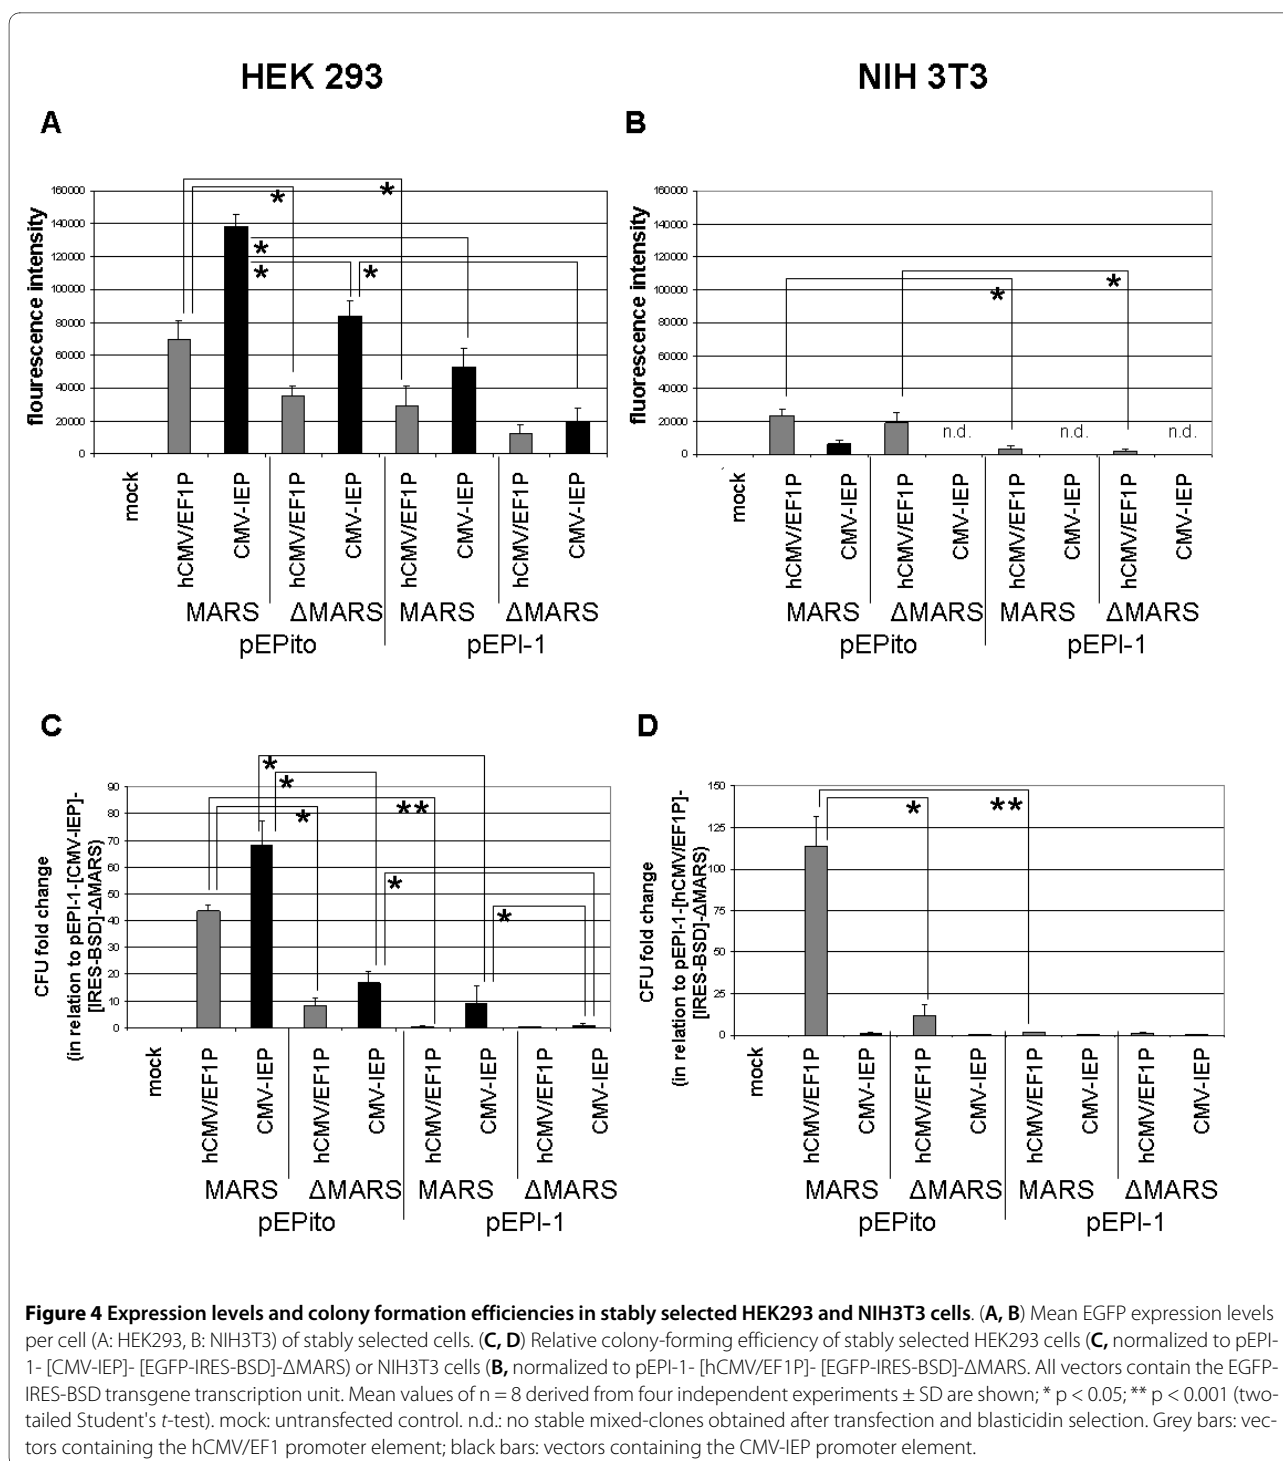 HEK 293
NIH 3T3
A
flourescence intensity
160000
140000
120000
100000
80000
60000
40000
20000
0
* * * * *
mock
hCMV/EF1P
CMV-IEP
hCMV/EF1P
CMV-IEP
hCMV/EF1P
CMV-IEP
hCMV/EF1P
CMV-IEP
MARS ΔMARS MARS ΔMARS
pEPito pEPI-1
B
fluorescence intensity
160000
140000
120000
100000
80000
60000
40000
20000
0
* *
n.d. n.d. n.d.
mock
hCMV/EF1P
CMV-IEP
hCMV/EF1P
CMV-IEP
hCMV/EF1P
CMV-IEP
hCMV/EF1P
CMV-IEP
MARS ΔMARS MARS ΔMARS
pEPito pEPI-1
C
CFU fold change
(in relation to pEPI-1-[CMV-IEP]-
[IRES-BSD]-ΔMARS)
90
80
70
60
50
40
30
20
10
0
* * ** * * *
mock
hCMV/EF1P
CMV-IEP
hCMV/EF1P
CMV-IEP
hCMV/EF1P
CMV-IEP
hCMV/EF1P
CMV-IEP
MARS ΔMARS MARS ΔMARS
pEPito pEPI-1
D
CFU fold change
(in relation to pEPI-1-[hCMV/EF1P]-
[IRES-BSD]-ΔMARS)
150
125
100
75
50
25
0
* **
mock
hCMV/EF1P
CMV-IEP
hCMV/EF1P
CMV-IEP
hCMV/EF1P
CMV-IEP
hCMV/EF1P
CMV-IEP
MARS ΔMARS MARS ΔMARS
pEPito pEPI-1
Figure 4 Expression levels and colony formation efficiencies in stably selected HEK293 and NIH3T3 cells. (A, B) Mean EGFP expression levels
per cell (A: HEK293, B: NIH3T3) of stably selected cells. (C, D) Relative colony-forming efficiency of stably selected HEK293 cells (C, normalized to pEPI-
1- [CMV-IEP]- [EGFP-IRES-BSD]-ΔMARS) or NIH3T3 cells (B, normalized to pEPI-1- [hCMV/EF1P]- [EGFP-IRES-BSD]-ΔMARS. All vectors contain the EGFP-
IRES-BSD transgene transcription unit. Mean values of n = 8 derived from four independent experiments ± SD are shown; * p < 0.05; ** p < 0.001 (two-
tailed Student's t-test). mock: untransfected control. n.d.: no stable mixed-clones obtained after transfection and blasticidin selection. Grey bars: vec-
tors containing the hCMV/EF1 promoter element; black bars: vectors containing the CMV-IEP promoter element.